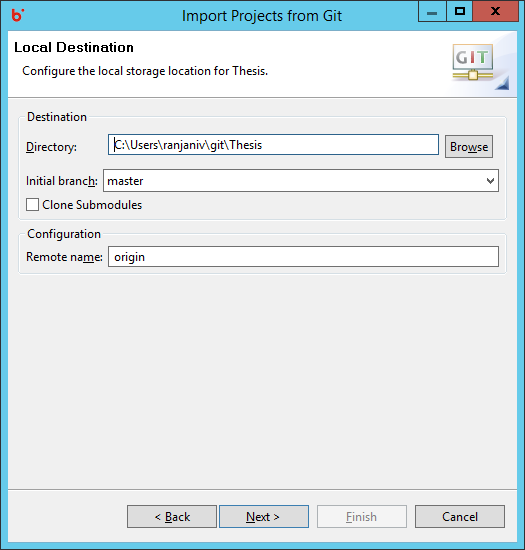 Import Projects from Git
Local Destination
Configure the local storage location for Thesis.
GIT
Destination
Directory: C:\Users\ranjaniv\git\Thesis Browse
Initial branch: master
Clone Submodules
Configuration
Remote name: origin
< Back Next > Finish Cancel